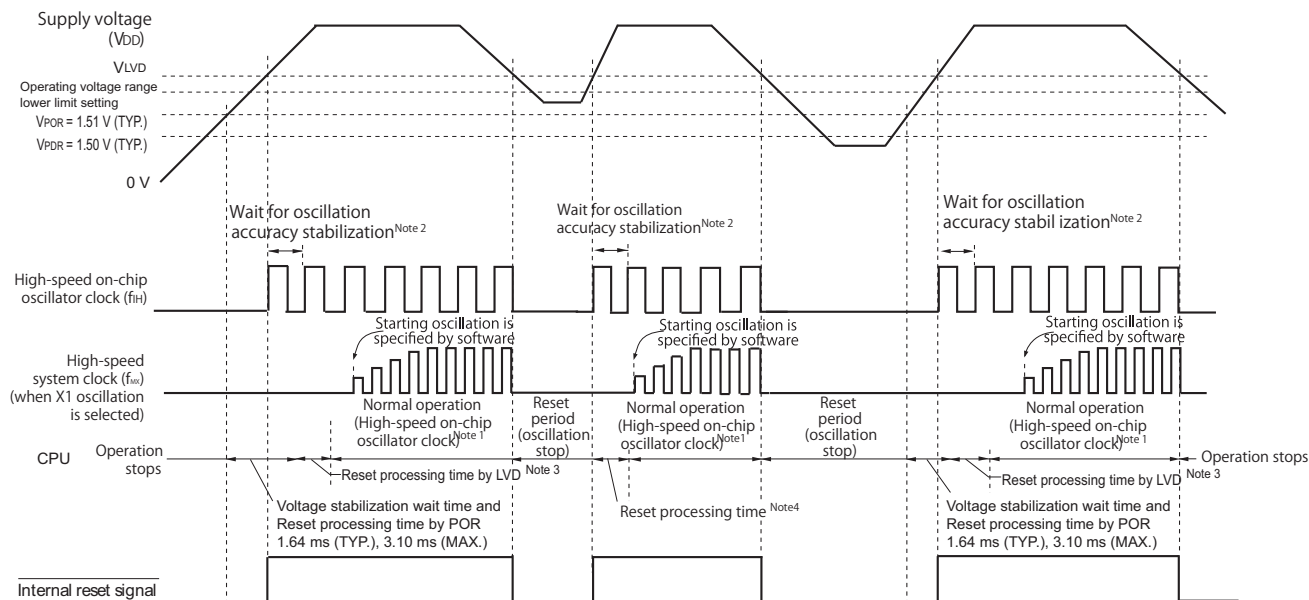 Supply voltage
(VDD)
VLVD
Operating voltage range
lower limit setting
VPOR = 1.51 V (TYP.)
VPDR = 1.50 V (TYP.)
0 V
Wait for oscillation
accuracy stabilization Note 2
Wait for oscillation
accuracy stabilization Note 2
Wait for oscillation
accuracy stabil ization Note 2
High-speed on-chip
oscillator clock (fIH)
Starting oscillation is
specified by software
Starting oscillation is
specified by software
Starting oscillation is
specified by software
High-speed
system clock (fMX)
(when X1 oscillation
is selected)
Normal operation
(High-speed on-chip
oscillator clock) Note 1
Reset
period
(oscillation
stop)
Normal operation
(High-speed on-chip
oscillator clock) Note1
Reset
period
(oscillation
stop)
Normal operation
(High-speed on-chip
oscillator clock) Note 1
CPU
Operation
stops
Operation stops
Reset processing time by LVD Note 3
Reset processing time by LVD Note 3
Voltage stabilization wait time and
Reset processing time by POR
1.64 ms (TYP.), 3.10 ms (MAX.)
Reset processing time Note4
Voltage stabilization wait time and
Reset processing time by POR
1.64 ms (TYP.), 3.10 ms (MAX.)
Internal reset signal